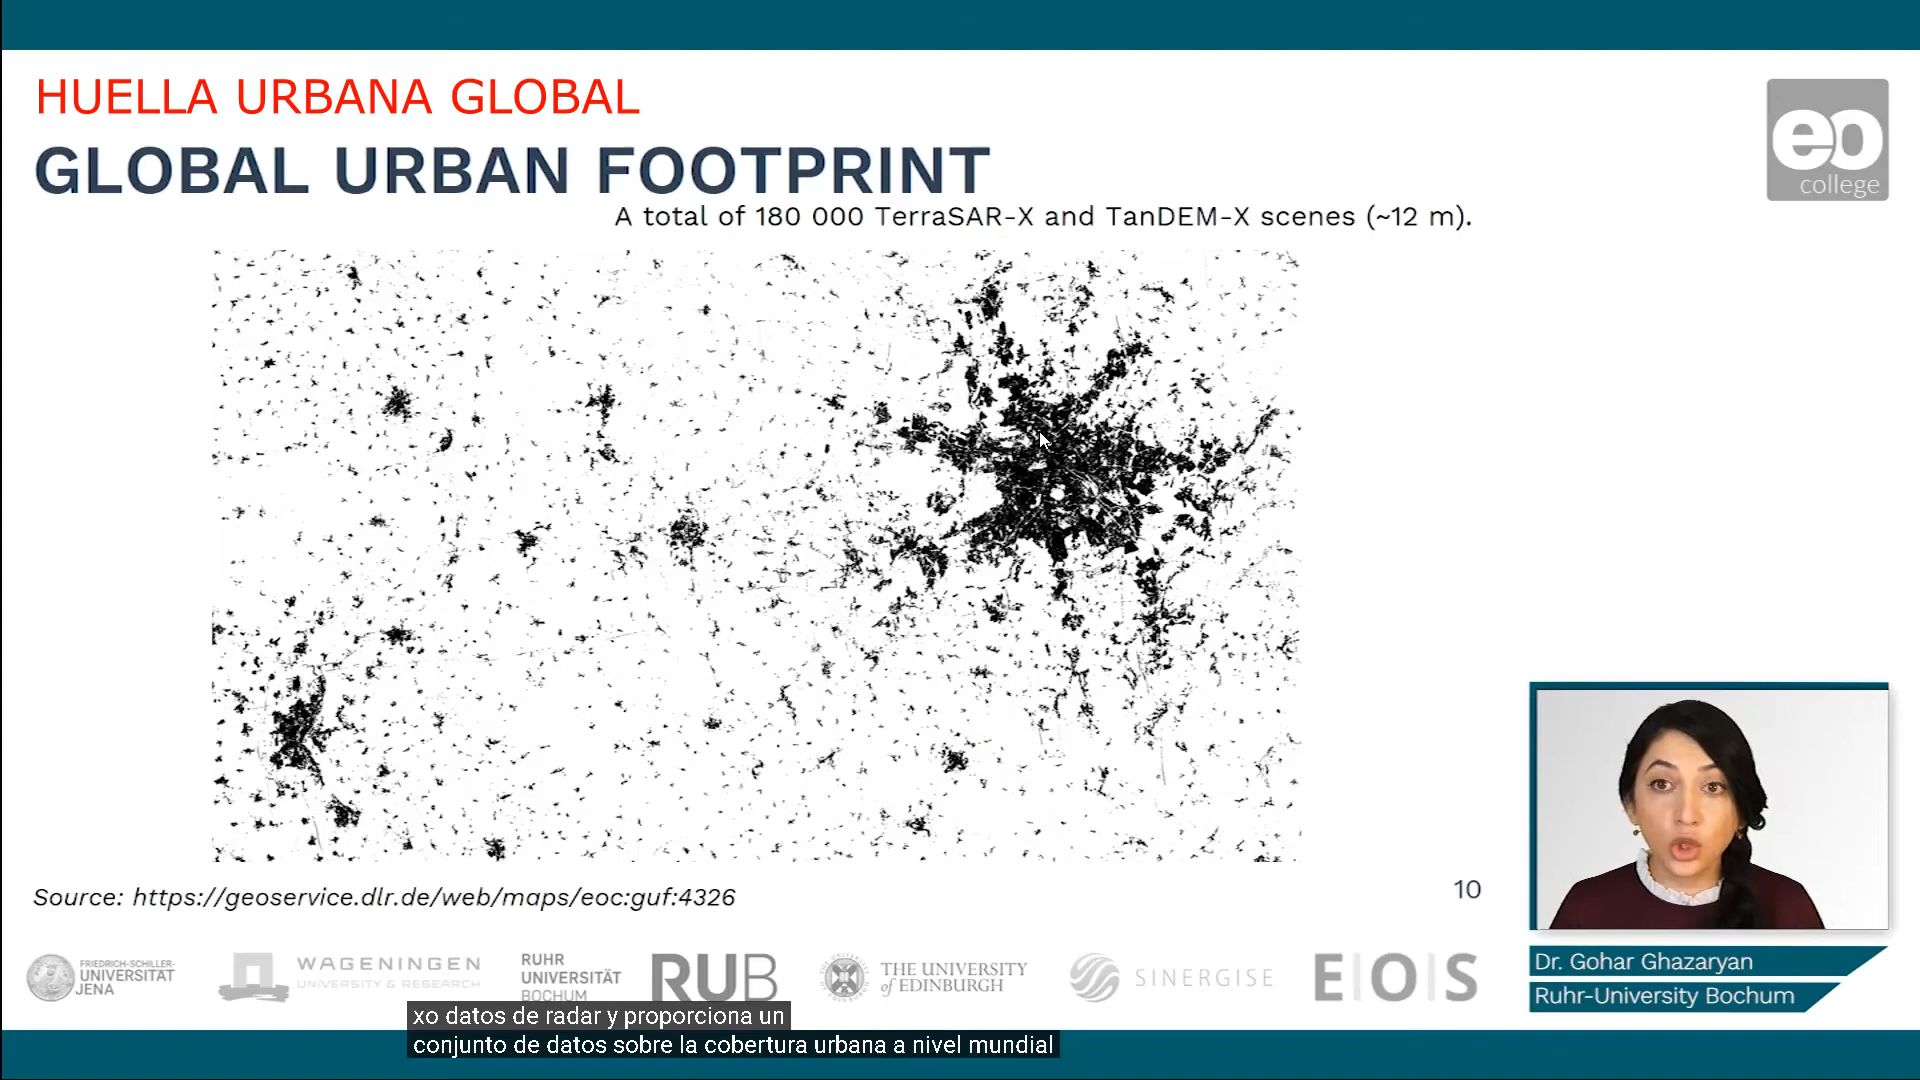 HUELLA URBANA GLOBAL
GLOBAL URBAN FOOTPRINT
eo
college
A total of 180 000 TerraSAR-X and TanDEM-X scenes (~12 m).
Source: https://geoservice.dlr.de/web/maps/eoc:guf:4326
10
Dr. Gohar Ghazaryan
Ruhr-University Bochum
FRIEDRICH-SCHILLER-
UNIVERSITÄT
JENA
WAGENINGEN
UNIVERSITY & RESEARCH
RUHR
UNIVERSITÄT
BOCHUM
RUB
THE UNIVERSITY
of EDINBURGH
SINERGISE
E|O|S
xo datos de radar y proporciona un
conjunto de datos sobre la cobertura urbana a nivel mundial